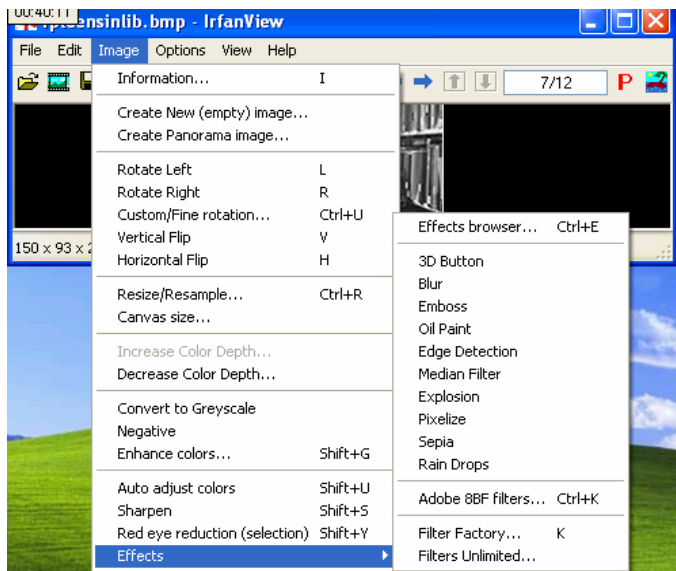 00:40:11
ensinlib.bmp - IrfanView
File Edit Image Options View Help
7/12 P
Information... I
Create New (empty) image...
Create Panorama image...
Rotate Left L
Rotate Right R
Custom/Fine rotation... Ctrl+U
Vertical Flip V
Horizontal Flip H
Resize/Resample... Ctrl+R
Canvas size...
Increase Color Depth...
Decrease Color Depth...
Convert to Greyscale
Negative
Enhance colors... Shift+G
Auto adjust colors Shift+U
Sharpen Shift+S
Red eye reduction (selection) Shift+Y
Effects
150 x 93 x 2
Effects browser... Ctrl+E
3D Button
Blur
Emboss
Oil Paint
Edge Detection
Median Filter
Explosion
Pixelize
Sepia
Rain Drops
Adobe 8BF filters... Ctrl+K
Filter Factory... K
Filters Unlimited...